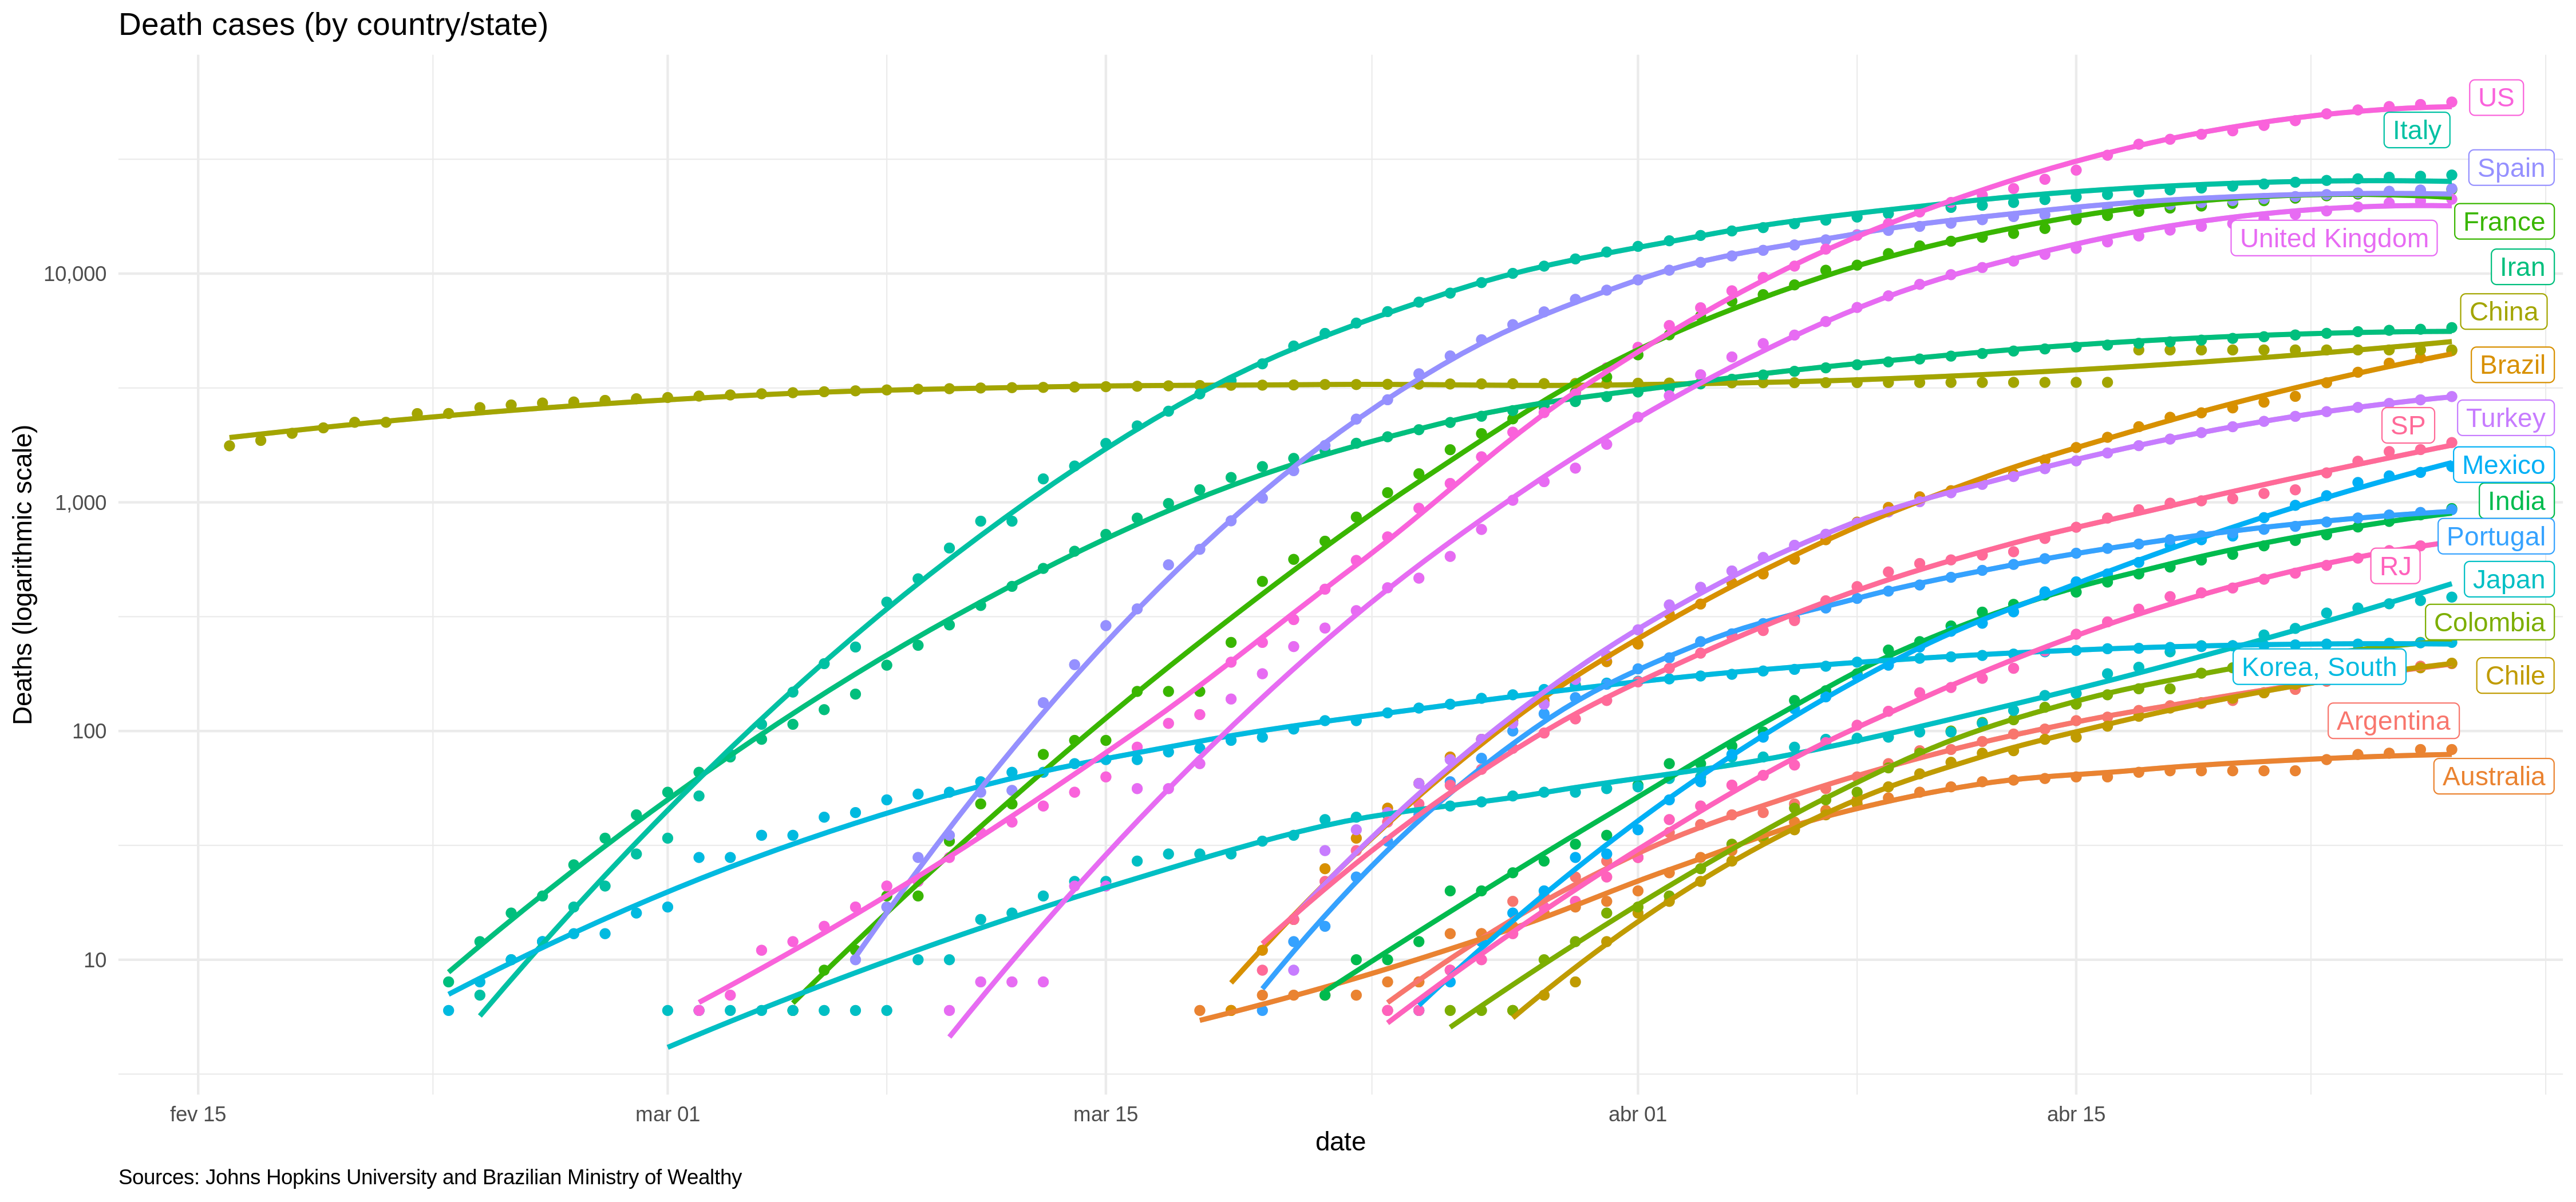 Death cases (by country/state)
Deaths (logarithmic scale)
10,000
1,000
100
10
US
Italy
Spain
France
United Kingdom
Iran
China
Brazil
Turkey
SP
Mexico
India
Portugal
RJ
Japan
Colombia
Korea, South
Chile
Argentina
Australia
fev 15
mar 01
mar 15
abr 01
abr 15
date
Sources: Johns Hopkins University and Brazilian Ministry of Wealthy